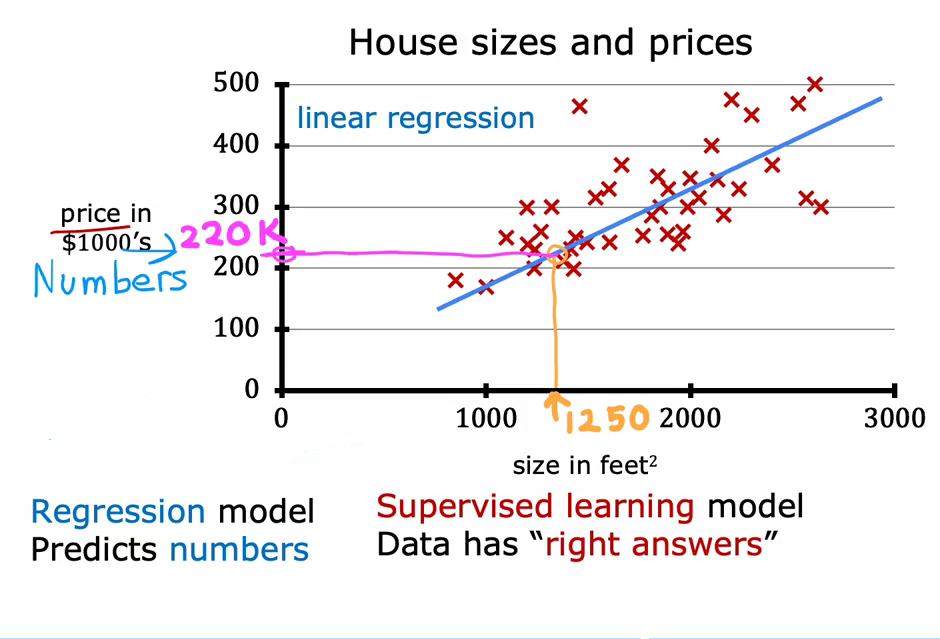 House sizes and prices
500
linear regression
400
300
price in
$1000’s
220K
200
Numbers
100
0
0
1000
1250
2000
3000
size in feet²
Regression model
Predicts numbers
Supervised learning model
Data has “right answers”